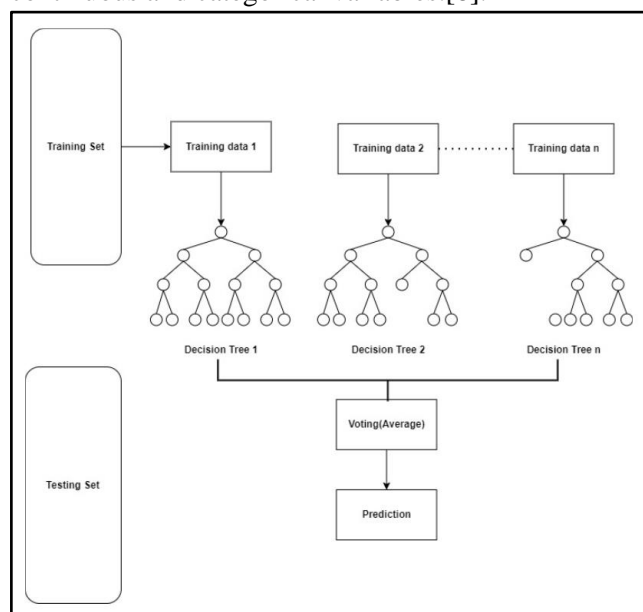 Training Set
Training data 1
Training data 2
Training data n
Decision Tree 1
Decision Tree 2
Decision Tree n
Voting(Average)
Testing Set
Prediction